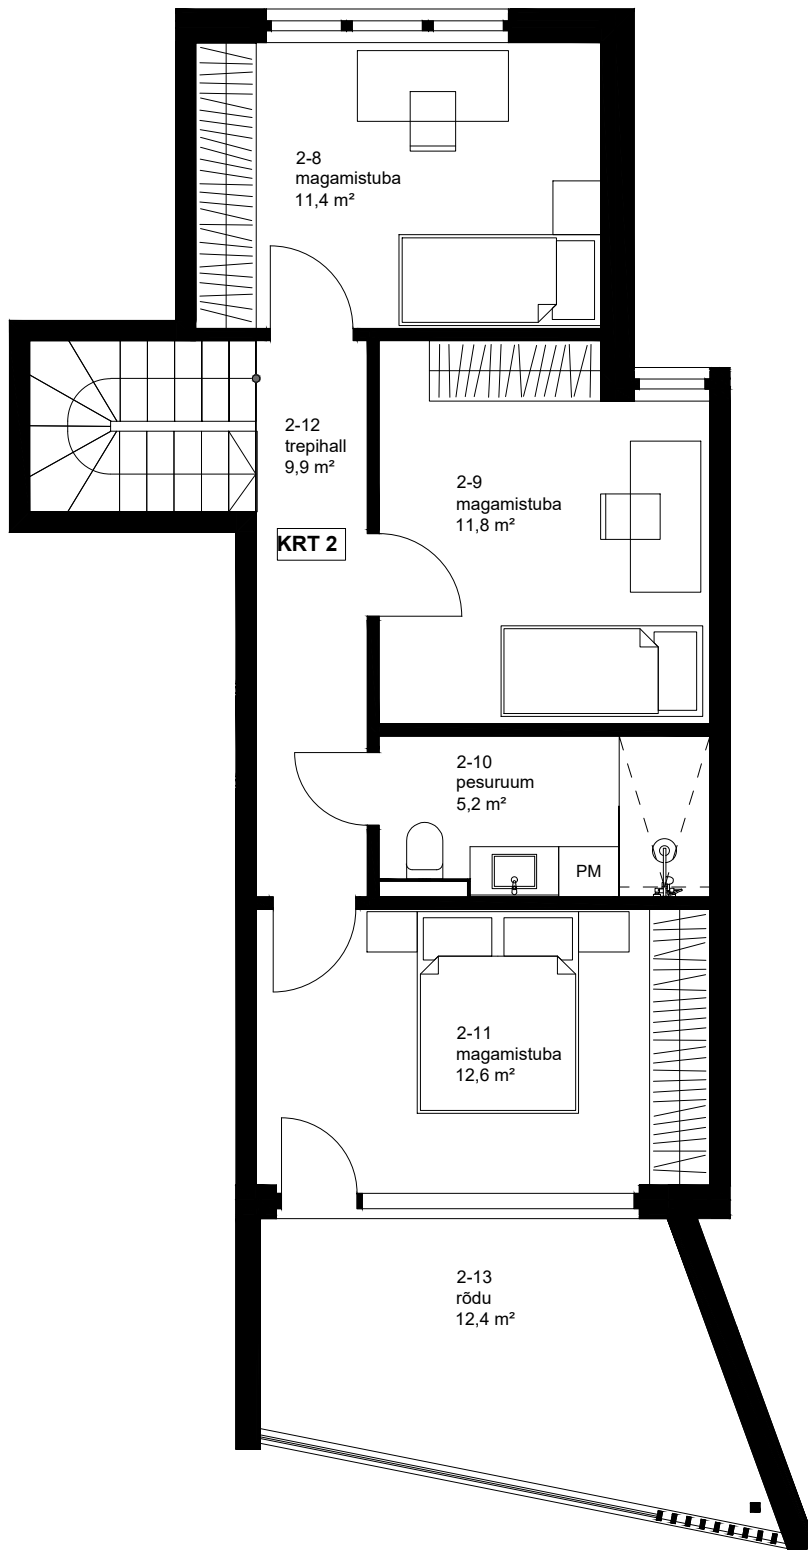 2-8
magamistuba
11,4 m²
2-12
trepihall
9,9 m²
2-9
magamistuba
11,8 m²
KRT 2
2-10
pesuruum
5,2 m²
PM
2-11
magamistuba
12,6 m²
2-13
rõdu
12,4 m²